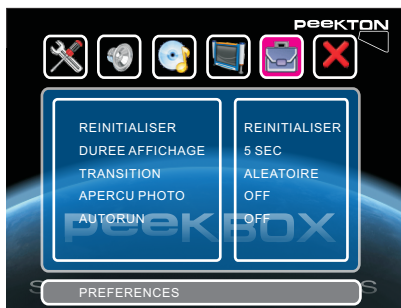 PEEKTON
REINITIALISER REINITIALISER
DUREE AFFICHAGE 5 SEC
TRANSITION ALEATOIRE
APERCU PHOTO OFF
AUTORUN OFF
PEEKBOX
S S
PREFERENCES